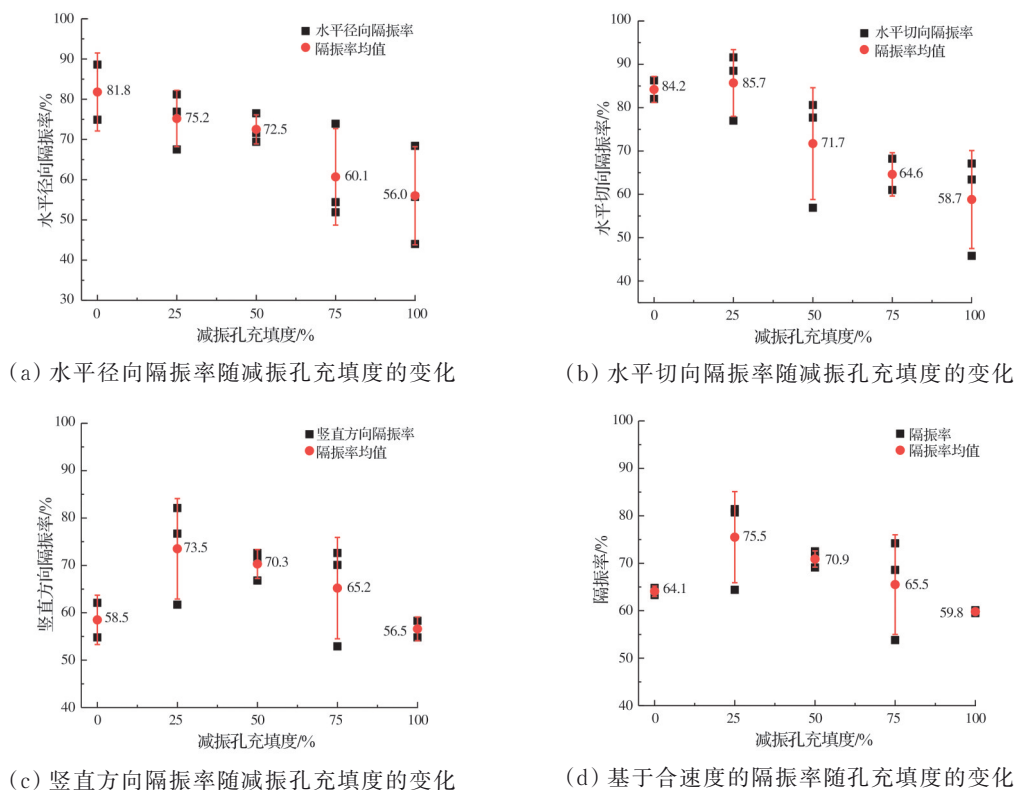 水平径向隔振率
隔振率均值
100
90
80
70
60
50
40
30
水平径向隔振率/%
81.8
75.2
72.5
60.1
56.0
0 25 50 75 100
减振孔充填度/%
(a) 水平径向隔振率随减振孔充填度的变化
水平切向隔振率
隔振率均值
100
90
80
70
60
50
40
水平切向隔振率/%
84.2
85.7
71.7
64.6
58.7
0 25 50 75 100
减振孔充填度/%
(b) 水平切向隔振率随减振孔充填度的变化
竖直方向隔振率
隔振率均值
100
90
80
70
60
50
40
竖直方向隔振率/%
58.5
73.5
70.3
65.2
56.5
0 25 50 75 100
减振孔充填度/%
(c) 竖直方向隔振率随减振孔充填度的变化
隔振率
隔振率均值
100
90
80
70
60
50
40
隔振率/%
64.1
75.5
70.9
65.5
59.8
0 25 50 75 100
减振孔充填度/%
(d) 基于合速度的隔振率随孔充填度的变化